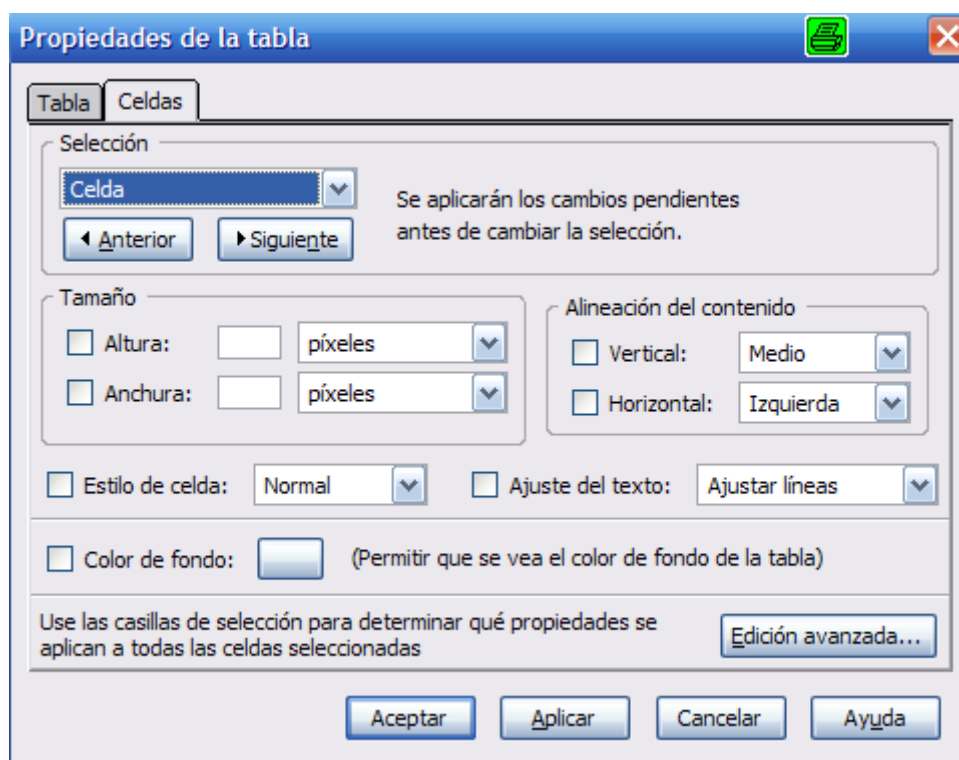 Propiedades de la tabla
Tabla
Celdas
Selección
Celda
Se aplicarán los cambios pendientes
antes de cambiar la selección.
Anterior
Siguiente
Tamaño
Altura:
píxeles
Anchura:
píxeles
Alineación del contenido
Vertical:
Medio
Horizontal:
Izquierda
Estilo de celda:
Normal
Ajuste del texto:
Ajustar líneas
Color de fondo:
(Permitir que se vea el color de fondo de la tabla)
Use las casillas de selección para determinar qué propiedades se
aplican a todas las celdas seleccionadas
Edición avanzada...
Aceptar
Aplicar
Cancelar
Ayuda